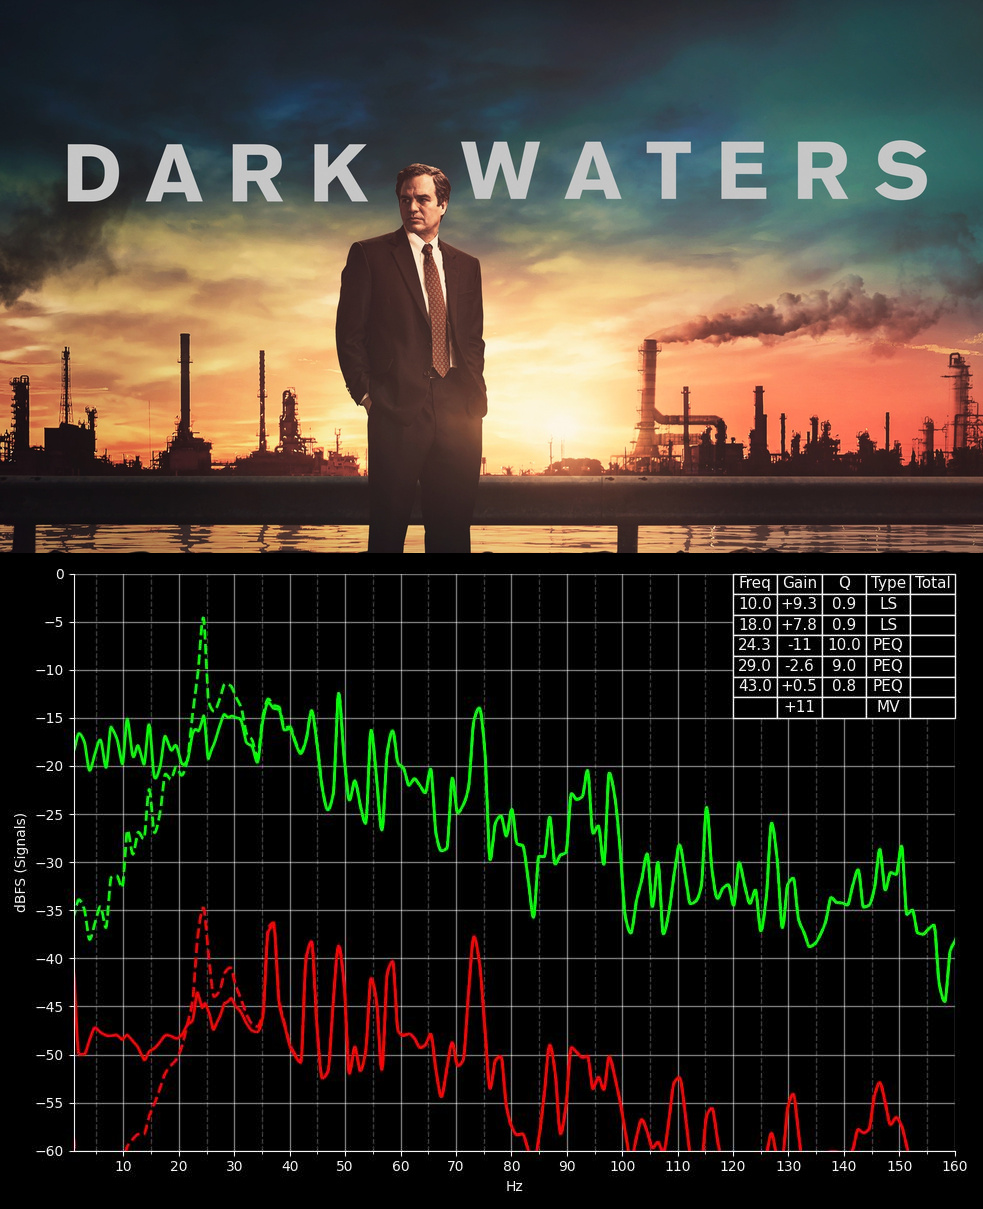 DARK WATERS
Freq Gain Q Type Total
10.0 +9.3 0.9 LS
18.0 +7.8 0.9 LS
24.3 -11 10.0 PEQ
29.0 -2.6 9.0 PEQ
43.0 +0.5 0.8 PEQ
+11 MV
0
−5
−10
−15
−20
−25
−30
−35
−40
−45
−50
−55
−60
dBFS (Signals)
10 20 30 40 50 60 70 80 90 100 110 120 130 140 150 160
Hz